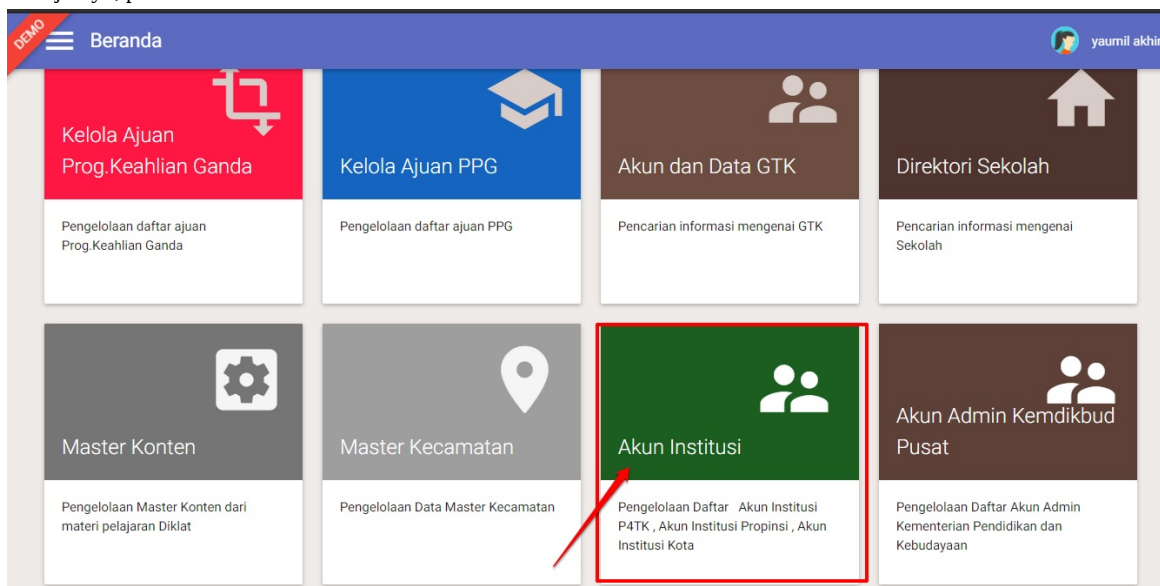 DEMO
Beranda
yaumil akhir
Kelola Ajuan
Prog.Keahlian Ganda
Kelola Ajuan PPG
Akun dan Data GTK
Direktori Sekolah
Pengelolaan daftar ajuan
Prog.Keahlian Ganda
Pengelolaan daftar ajuan PPG
Pencarian informasi mengenai GTK
Pencarian informasi mengenai
Sekolah
Master Konten
Master Kecamatan
Akun Institusi
Akun Admin Kemdikbud
Pusat
Pengelolaan Master Konten dari
materi pelajaran Diklat
Pengelolaan Data Master Kecamatan
Pengelolaan Daftar Akun Institusi
P4TK , Akun Institusi Propinsi , Akun
Institusi Kota
Pengelolaan Daftar Akun Admin
Kementerian Pendidikan dan
Kebudayaan